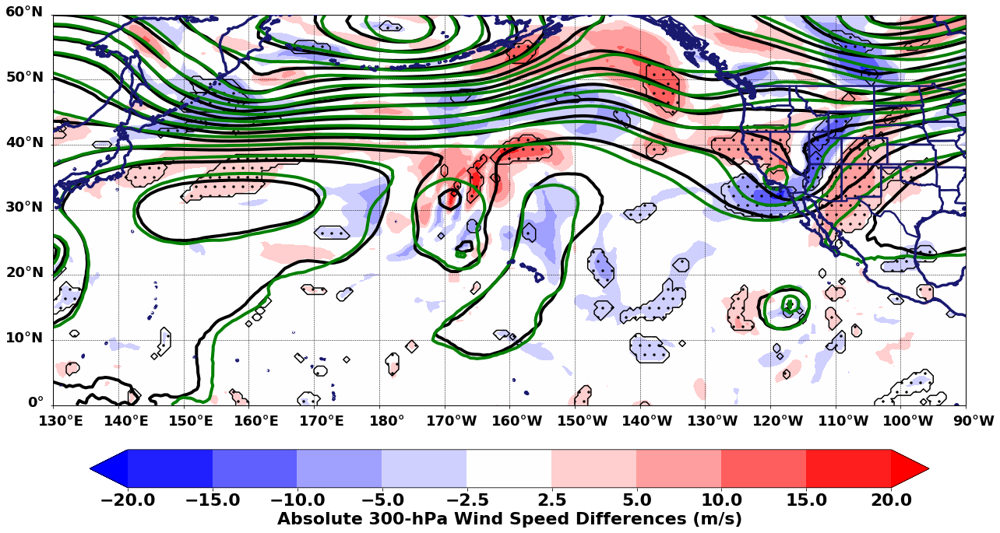 60°N
50°N
40°N
30°N
20°N
10°N
0°
130°E 140°E 150°E 160°E 170°E 180° 170°W 160°W 150°W 140°W 130°W 120°W 110°W 100°W 90°W
−20.0 −15.0 −10.0 −5.0 −2.5 2.5 5.0 10.0 15.0 20.0
Absolute 300-hPa Wind Speed Differences (m/s)